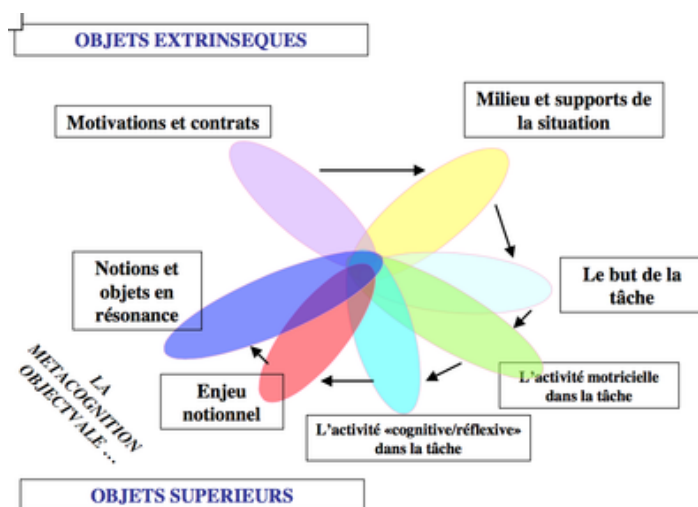 OBJETS EXTRINSEQUES
Motivations et contrats
Milieu et supports de
la situation
Notions et
objets en
résonance
Le but de la
tâche
LA
METACOGNITION
OBJECTVALE ...
Enjeu
notionnel
L'activité motricielle
dans la tâche
L'activité «cognitive/réflexive»
dans la tâche
OBJETS SUPERIEURS